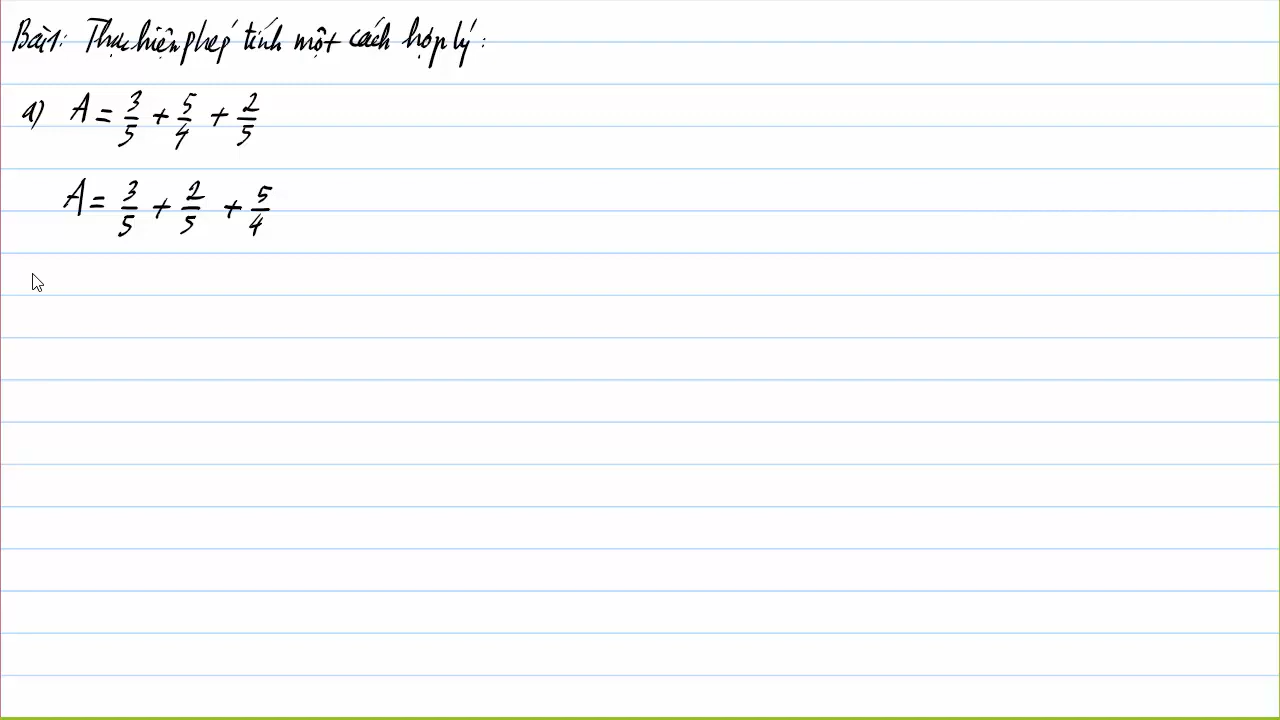 Bài 1: Thực hiện phép tính một cách hợp lý:
a) A = 3/5 + 5/4 + 2/5
A = 3/5 + 2/5 + 5/4